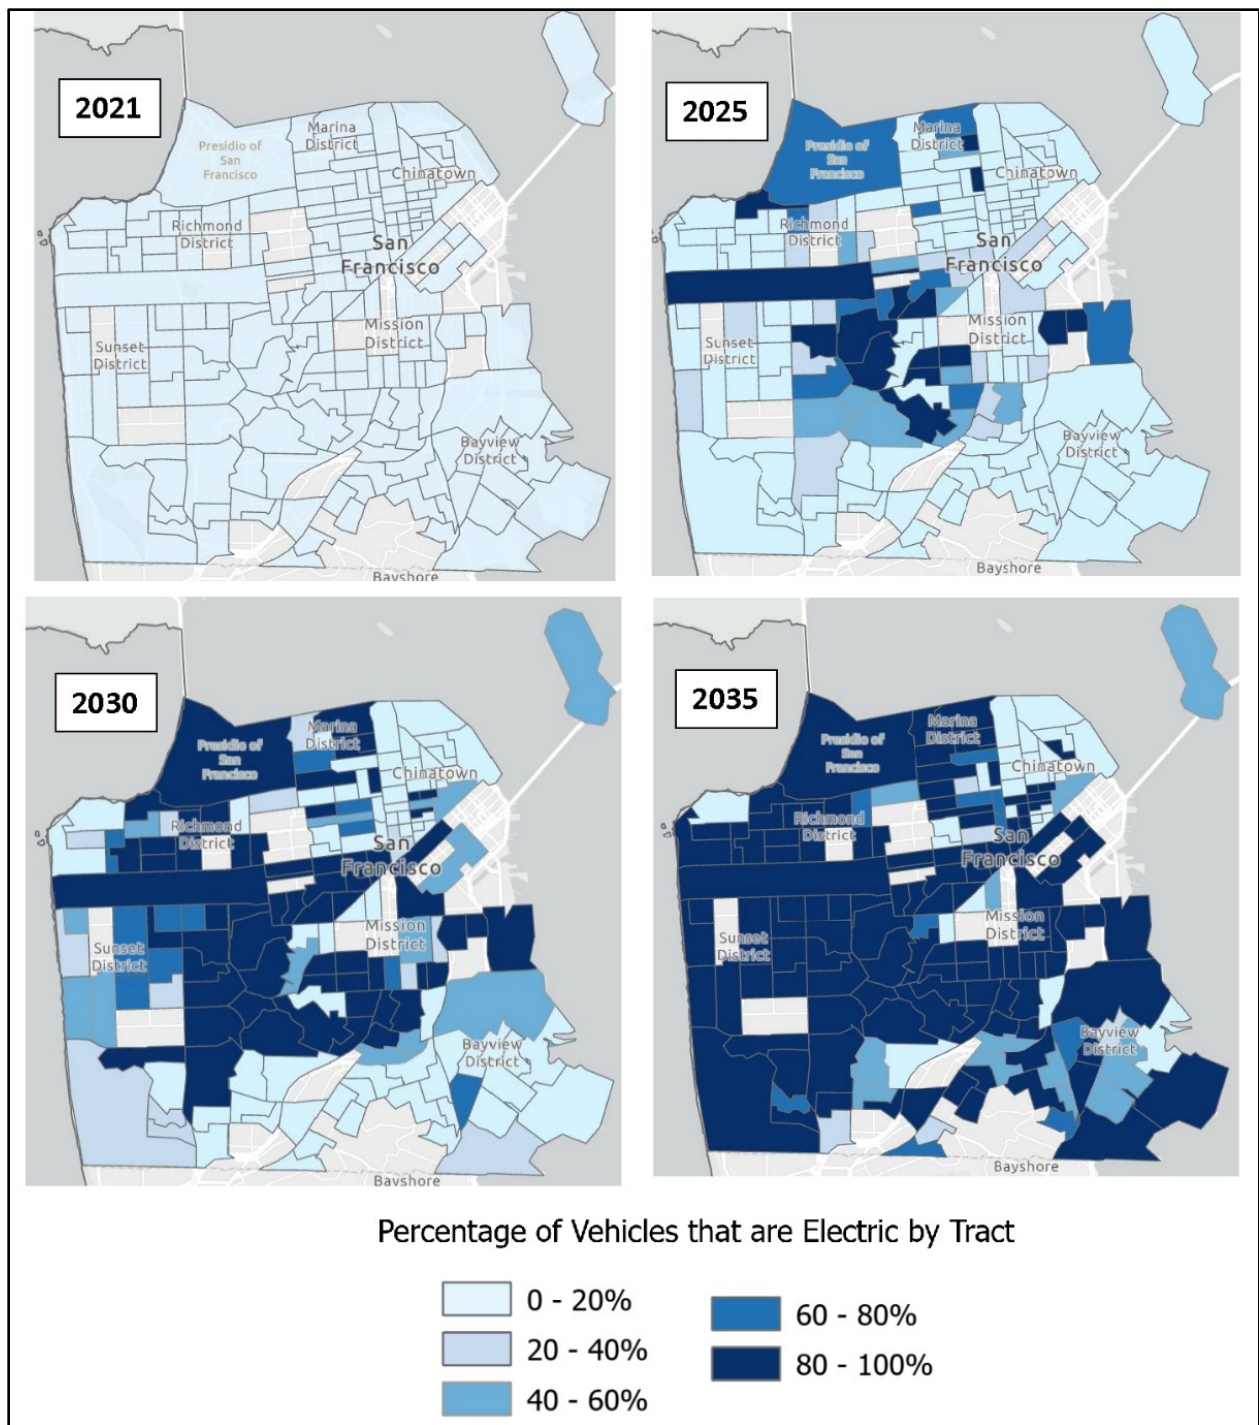 2021
Presidio of
San
Francisco
Marina
District
Chinatown
Richmond
District
San
Francisco
Mission
District
Sunset
District
Bayview
District
Bayshore
2025
Presidio of
San
Francisco
Marina
District
Chinatown
Richmond
District
San
Francisco
Mission
District
Sunset
District
Bayview
District
Bayshore
2030
Presidio of
San
Francisco
Marina
District
Chinatown
Richmond
District
San
Francisco
Mission
District
Sunset
District
Bayview
District
Bayshore
2035
Presidio of
San
Francisco
Marina
District
Chinatown
Richmond
District
San
Francisco
Mission
District
Sunset
District
Bayview
District
Bayshore
Percentage of Vehicles that are Electric by Tract
0 - 20%
20 - 40%
40 - 60%
60 - 80%
80 - 100%